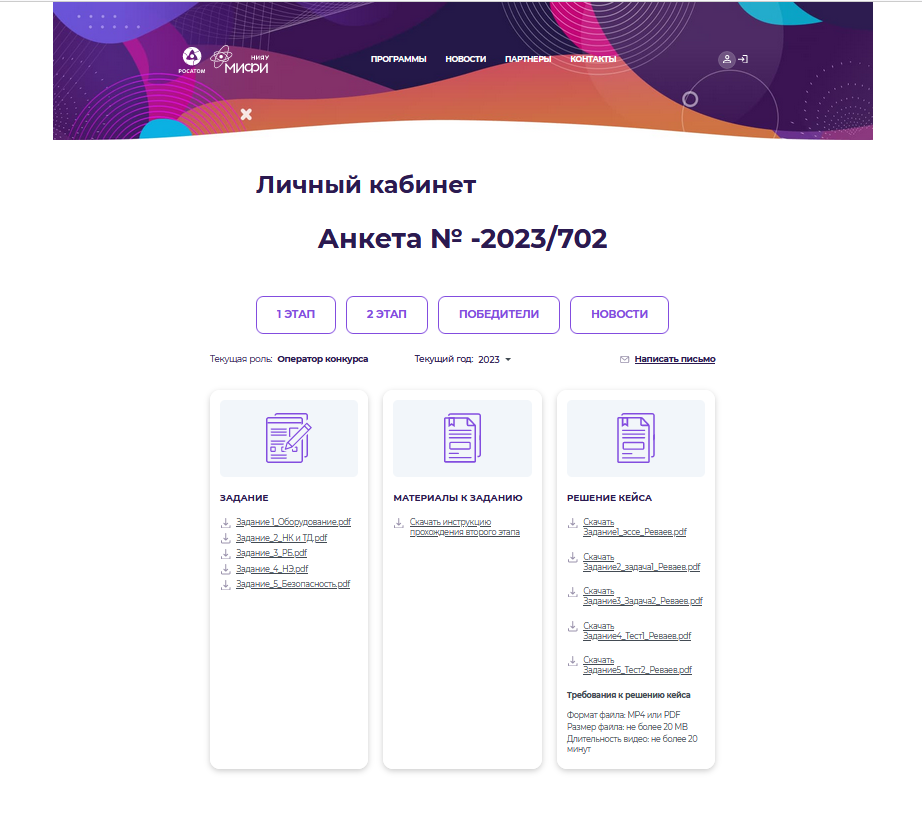 РОСАТОМ
НИЯУ
МИФИ
ПРОГРАММЫ
НОВОСТИ
ПАРТНЕРЫ
КОНТАКТЫ
Личный кабинет
Анкета № -2023/702
1 ЭТАП
2 ЭТАП
ПОБЕДИТЕЛИ
НОВОСТИ
Текущая роль: Оператор конкурса
Текущий год: 2023
Написать письмо
ЗАДАНИЕ
Задание 1_Оборудование.pdf
Задание_2_НК и ТД.pdf
Задание_3_РБ.pdf
Задание_4_НЭ.pdf
Задание_5_Безопасность.pdf
МАТЕРИАЛЫ К ЗАДАНИЮ
Скачать инструкцию
прохождения второго этапа
РЕШЕНИЕ КЕЙСА
Скачать
Задание1_эссе_Реваев.pdf
Скачать
Задание2_задача1_Реваев.pdf
Скачать
Задание3_Задача2_Реваев.pdf
Скачать
Задание4_Тест1_Реваев.pdf
Скачать
Задание5_Тест2_Реваев.pdf
Требования к решению кейса
Формат файла: MP4 или PDF
Размер файла: не более 20 MB
Длительность видео: не более 20
минут